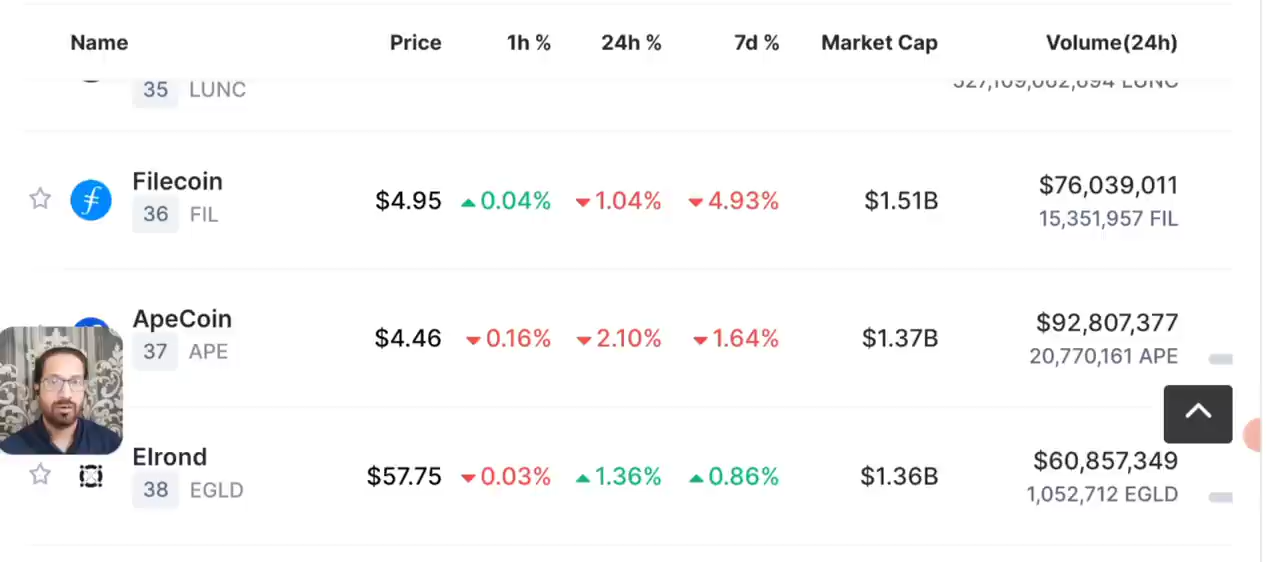 Name Price 1h % 24h % 7d % Market Cap Volume(24h)
35 LUNC
Filecoin
36 FIL
$4.95 0.04% 1.04% 4.93% $1.51B
$76,039,011
15,351,957 FIL
ApeCoin
37 APE
$4.46 0.16% 2.10% 1.64% $1.37B
$92,807,377
20,770,161 APE
Elrond
38 EGLD
$57.75 0.03% 1.36% 0.86% $1.36B
$60,857,349
1,052,712 EGLD